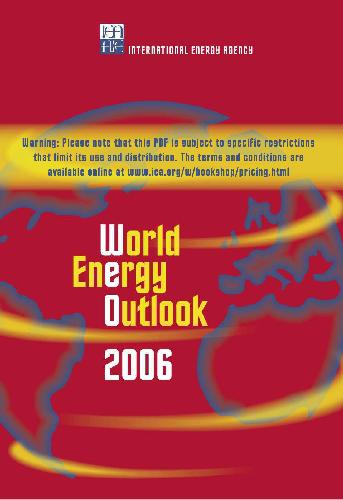 INTERNATIONAL ENERGY AGENCY
Warning: Please note that this PDF is subject to specific restrictions
that limit its use and distribution. The terms and conditions are
available online at www.iea.org/w/bookshop/pricing.html
World
Energy
Outlook
2006